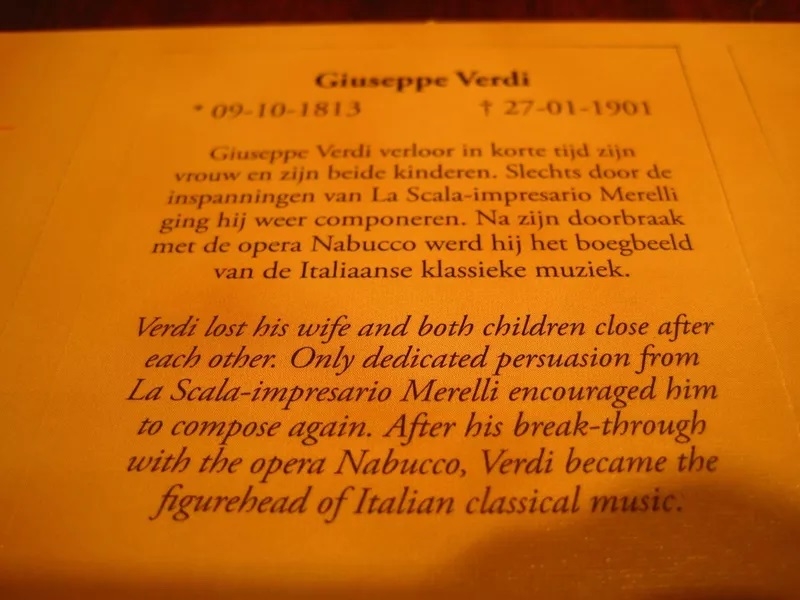 Giuseppe Verdi
* 09-10-1813 † 27-01-1901
Giuseppe Verdi verloor in korte tijd zijn
vrouw en zijn beide kinderen. Slechts door de
inspanningen van La Scala-impresario Merelli
ging hij weer componeren. Na zijn doorbraak
met de opera Nabucco werd hij het boegbeeld
van de Italiaanse klassieke muziek.
Verdi lost his wife and both children close after
each other. Only dedicated persuasion from
La Scala-impresario Merelli encouraged him
to compose again. After his break-through
with the opera Nabucco, Verdi became the
figurehead of Italian classical music.